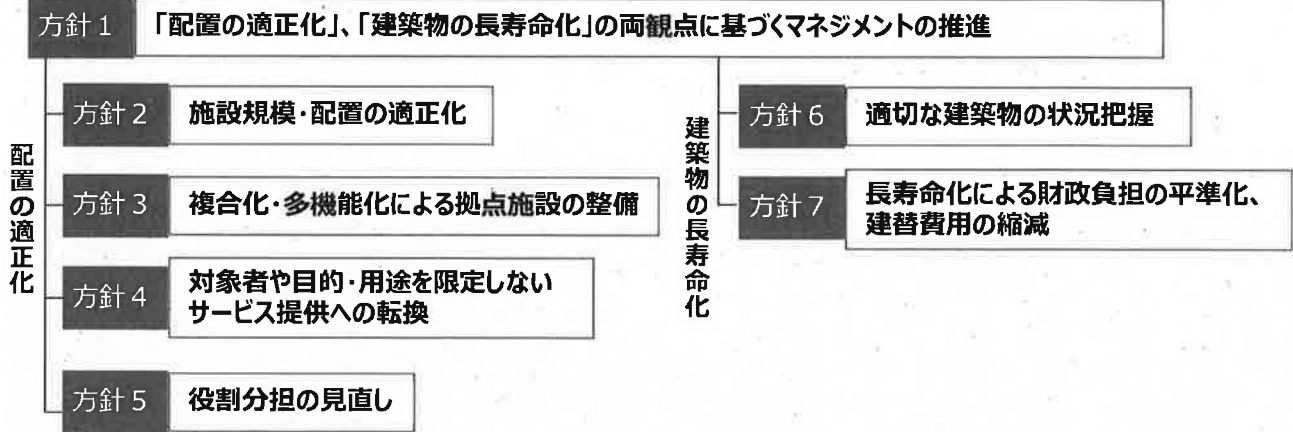 方針1 「配置の適正化」、「建築物の長寿命化」の両観点に基づくマネジメントの推進
配置の適正化
方針2 施設規模・配置の適正化
方針3 複合化・多機能化による拠点施設の整備
方針4 対象者や目的・用途を限定しない
サービス提供への転換
方針5 役割分担の見直し
建築物の長寿命化
方針6 適切な建築物の状況把握
方針7 長寿命化による財政負担の平準化、
建替費用の縮減